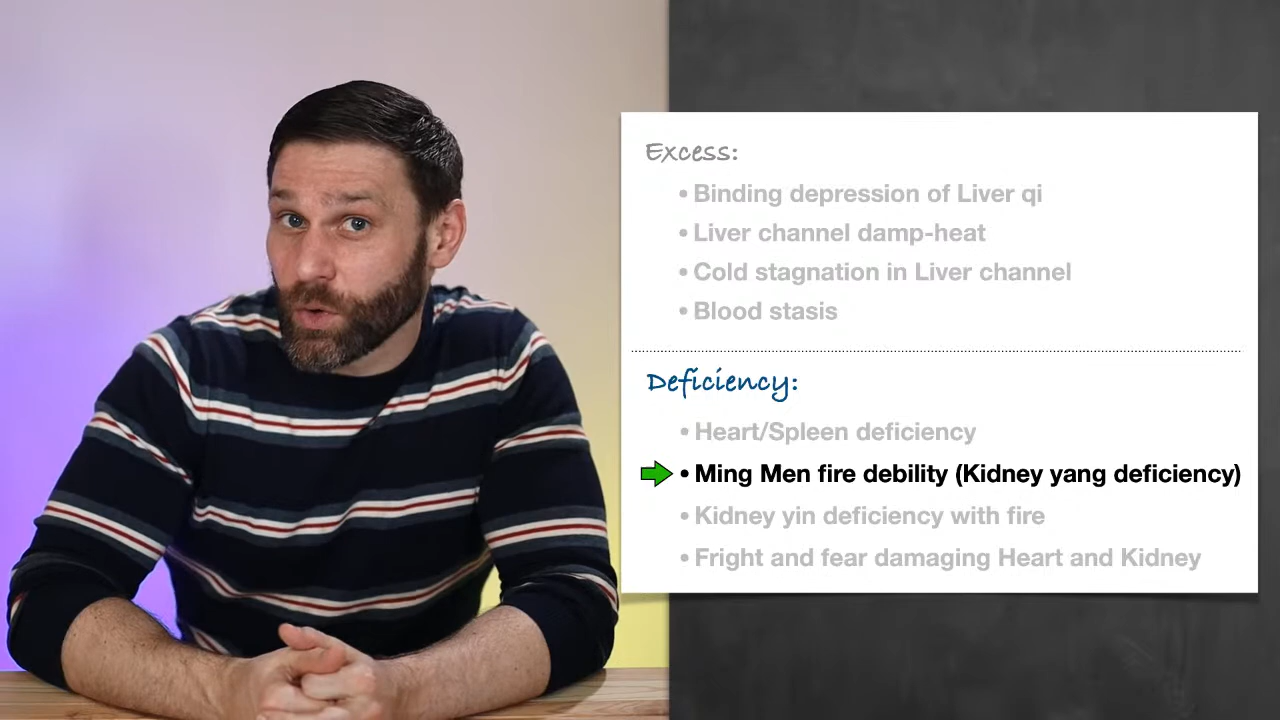 Excess:
• Binding depression of Liver qi
• Liver channel damp-heat
• Cold stagnation in Liver channel
• Blood stasis
Deficiency:
• Heart/Spleen deficiency
• Ming Men fire debility (Kidney yang deficiency)
• Kidney yin deficiency with fire
• Fright and fear damaging Heart and Kidney